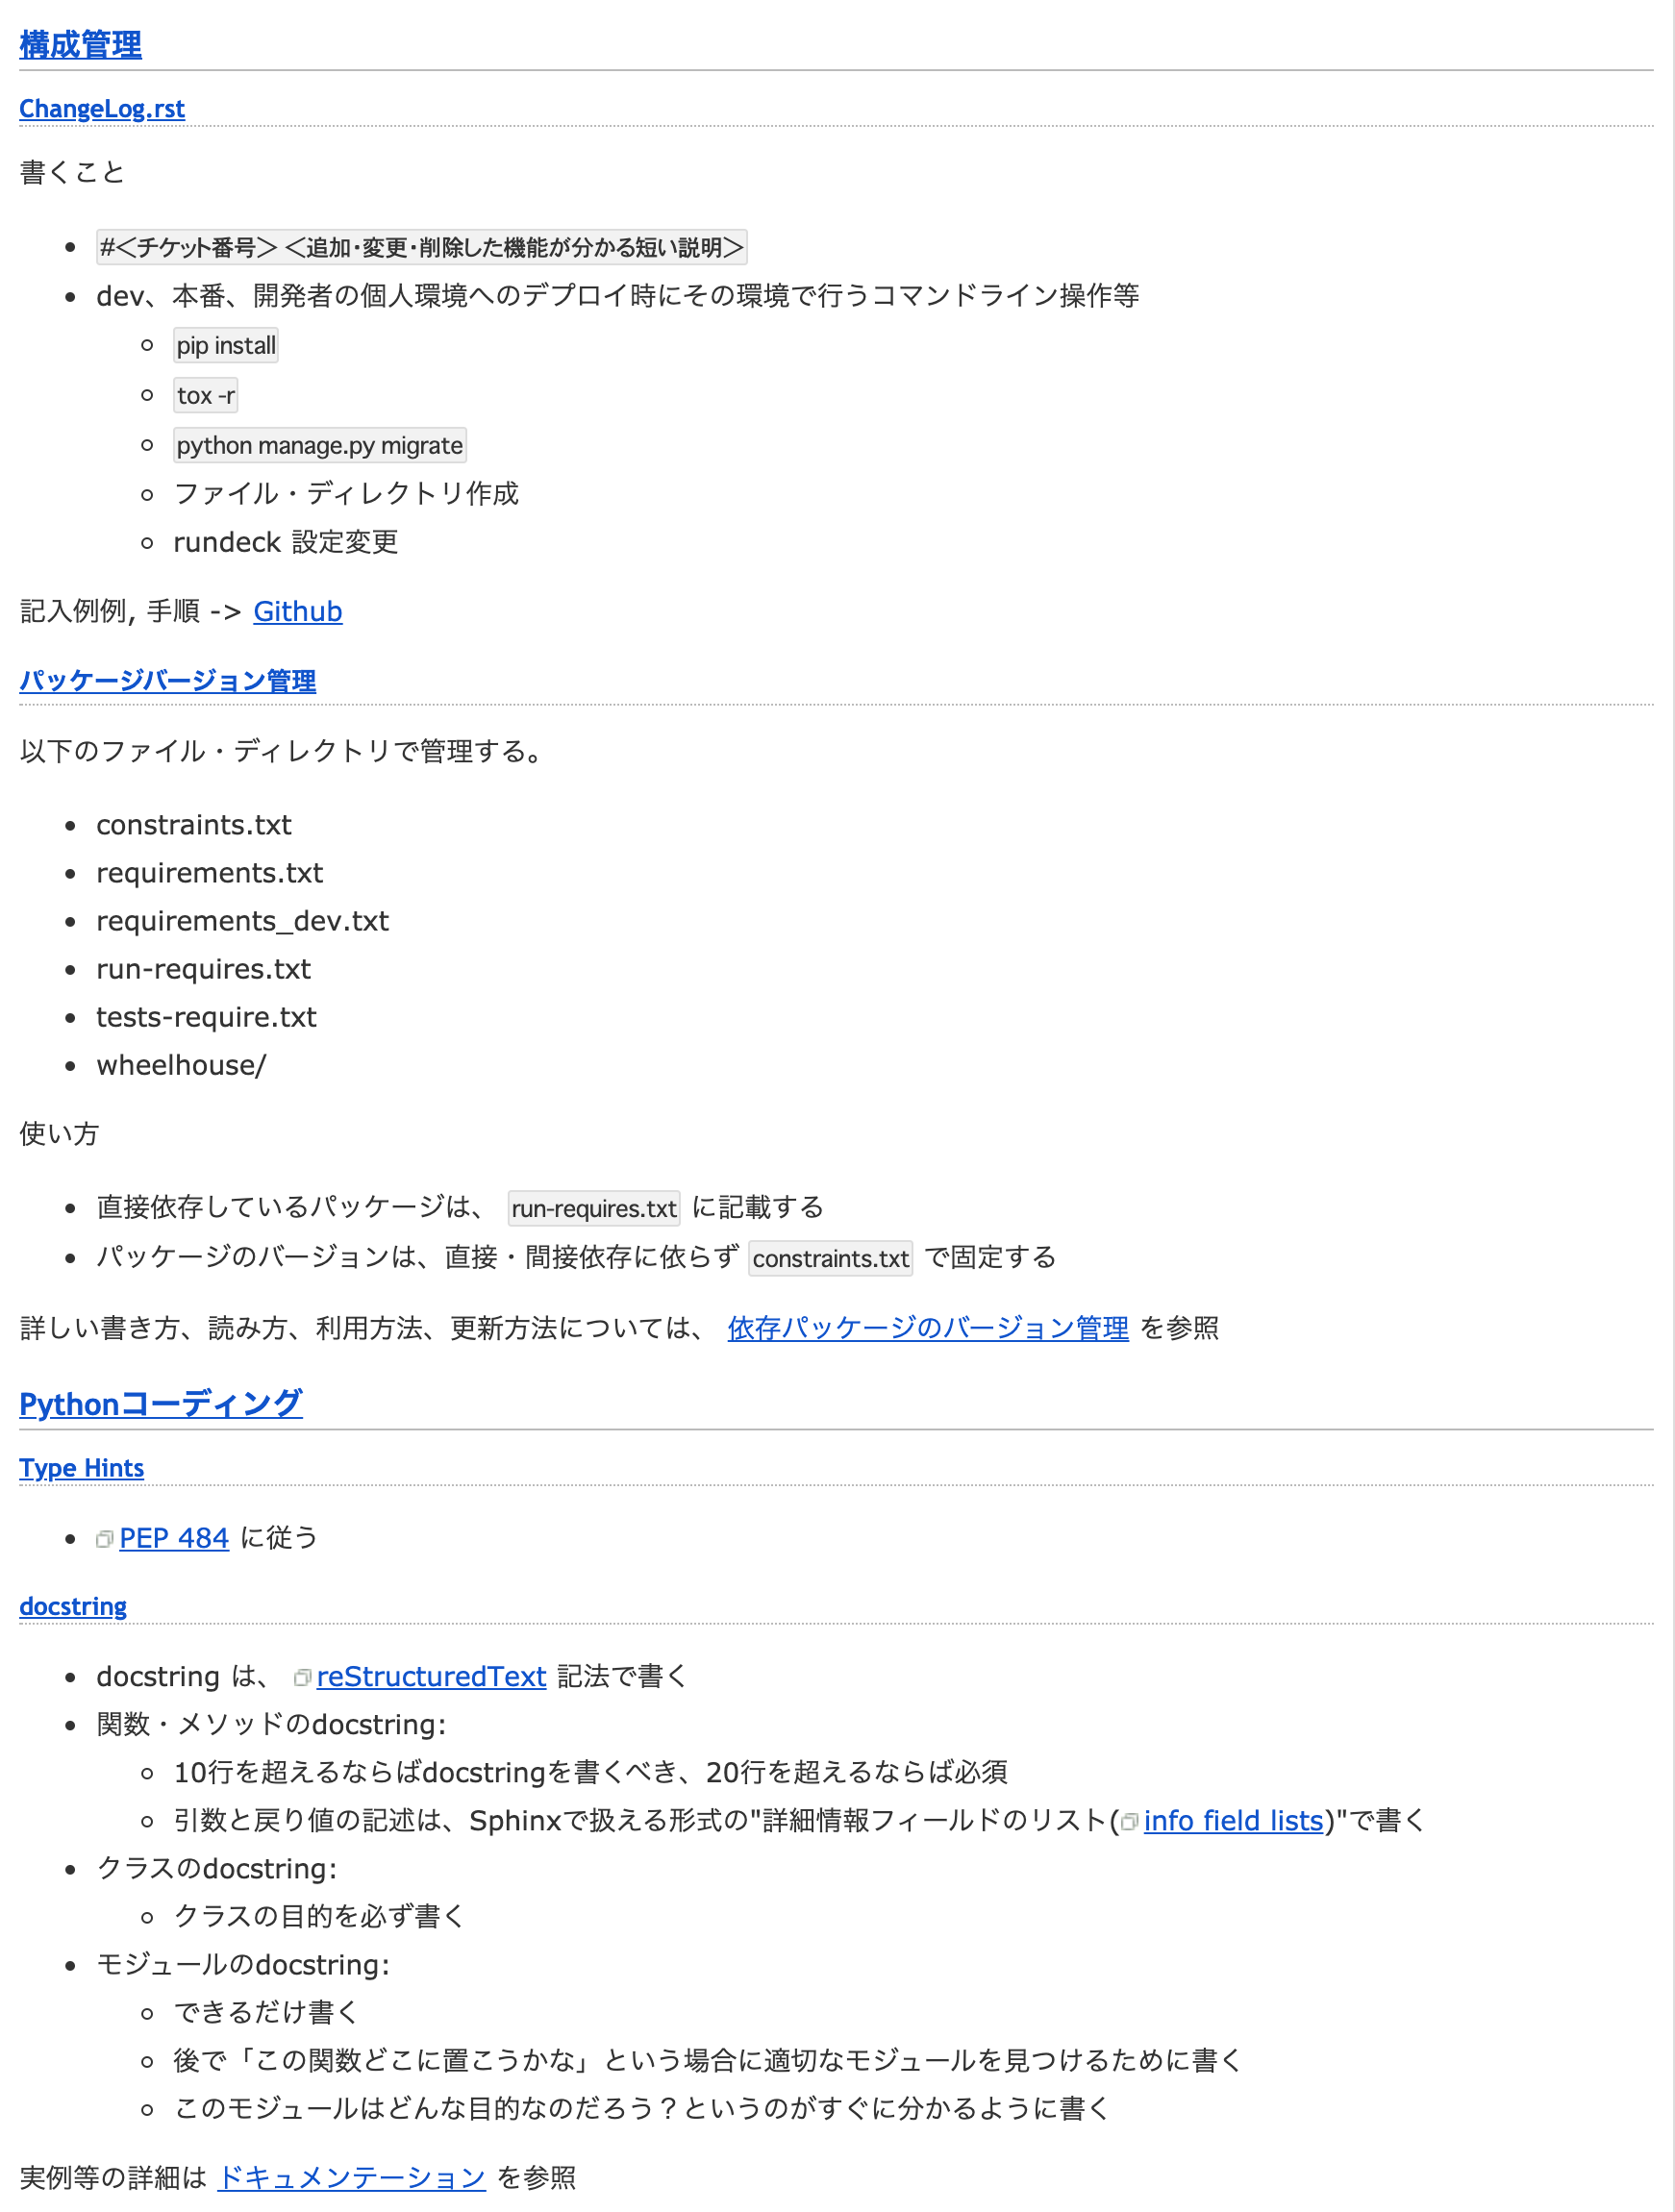 構成管理
ChangeLog.rst
書くこと
#＜チケット番号＞＜追加・変更・削除した機能が分かる短い説明＞
dev、本番、開発者の個人環境へのデプロイ時にその環境で行うコマンドライン操作等
pip install
tox -r
python manage.py migrate
ファイル・ディレクトリ作成
rundeck 設定変更
記入例例, 手順 -> Github
パッケージバージョン管理
以下のファイル・ディレクトリで管理する。
constraints.txt
requirements.txt
requirements_dev.txt
run-requires.txt
tests-require.txt
wheelhouse/
使い方
直接依存しているパッケージは、 run-requires.txt に記載する
パッケージのバージョンは、直接・間接依存に依らず constraints.txt で固定する
詳しい書き方、読み方、利用方法、更新方法については、 依存パッケージのバージョン管理 を参照
Pythonコーディング
Type Hints
PEP 484 に従う
docstring
docstring は、 reStructuredText 記法で書く
関数・メソッドのdocstring:
10行を超えるならばdocstringを書くべき、20行を超えるならば必須
引数と戻り値の記述は、Sphinxで扱える形式の"詳細情報フィールドのリスト(info field lists)"で書く
クラスのdocstring:
クラスの目的を必ず書く
モジュールのdocstring:
できるだけ書く
後で「この関数どこに置こうかな」という場合に適切なモジュールを見つけるために書く
このモジュールはどんな目的なのだろう？というのがすぐに分かるように書く
実例等の詳細は ドキュメンテーション を参照